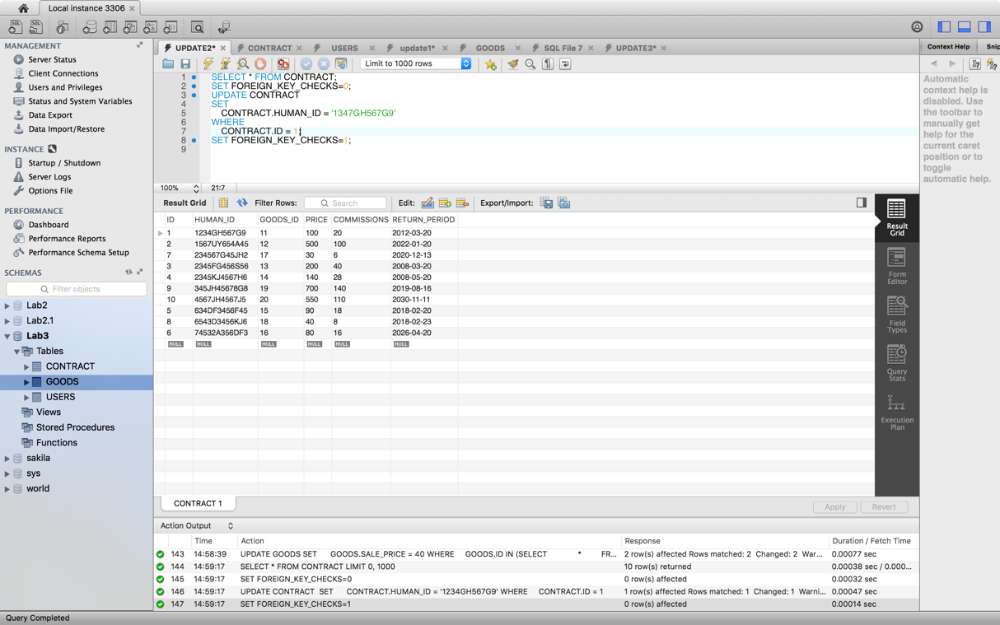 Local instance 3306
MANAGEMENT
Server Status
Client Connections
Users and Privileges
Status and System Variables
Data Export
Data Import/Restore
INSTANCE
Startup / Shutdown
Server Logs
Options File
PERFORMANCE
Dashboard
Performance Reports
Performance Schema Setup
SCHEMAS
Filter objects
Lab2
Lab2.1
Lab3
Tables
CONTRACT
GOODS
USERS
Views
Stored Procedures
Functions
sakila
sys
world
UPDATE2* CONTRACT USERS update1* GOODS SQL File 7 UPDATE3*
Limit to 1000 rows
1 SELECT * FROM CONTRACT;
2 SET FOREIGN_KEY_CHECKS=0;
3 UPDATE CONTRACT
4 SET
5 CONTRACT.HUMAN_ID = '1347GH567G9'
6 WHERE
7 CONTRACT.ID = 1;
8 SET FOREIGN_KEY_CHECKS=1;
9
100% 21:7
Result Grid Filter Rows: Search Edit: Export/Import:
ID HUMAN_ID GOODS_ID PRICE COMMISSIONS RETURN_PERIOD
1 1234GH567G9 11 100 20 2012-03-20
2 1567UY654A45 12 500 100 2022-01-20
7 234567G45JH2 17 30 6 2020-12-13
3 2345FG456S56 13 200 40 2008-03-20
4 2345KJ4567H6 14 140 28 2008-05-20
9 345JH45678G8 19 700 140 2019-08-16
10 4567JH4567J5 20 550 110 2030-11-11
5 634DF3456F45 15 90 18 2018-02-20
8 6543D3456KJ6 18 40 8 2018-02-23
6 74532A356DF3 16 80 16 2026-04-20
NULL NULL NULL NULL NULL NULL
Result Grid
Form Editor
Field Types
Query Stats
Execution Plan
CONTRACT 1
Apply Revert
Action Output
Time Action Response Duration / Fetch Time
143 14:58:39 UPDATE GOODS SET GOODS.SALE_PRICE = 40 WHERE GOODS.ID IN (SELECT * FR... 2 row(s) affected Rows matched: 2 Changed: 2 War... 0.00077 sec
144 14:59:17 SELECT * FROM CONTRACT LIMIT 0, 1000 10 row(s) returned 0.00038 sec / 0.000...
145 14:59:17 SET FOREIGN_KEY_CHECKS=0 0 row(s) affected 0.00032 sec
146 14:59:17 UPDATE CONTRACT SET CONTRACT.HUMAN_ID = '1234GH567G9' WHERE CONTRACT.ID = 1 1 row(s) affected Rows matched: 1 Changed: 1 Warni... 0.00047 sec
147 14:59:17 SET FOREIGN_KEY_CHECKS=1 0 row(s) affected 0.00014 sec
Context Help Snip
Automatic
context help is
disabled. Use
the toolbar to
manually get
help for the
current caret
position or to
toggle
automatic help.
Query Completed